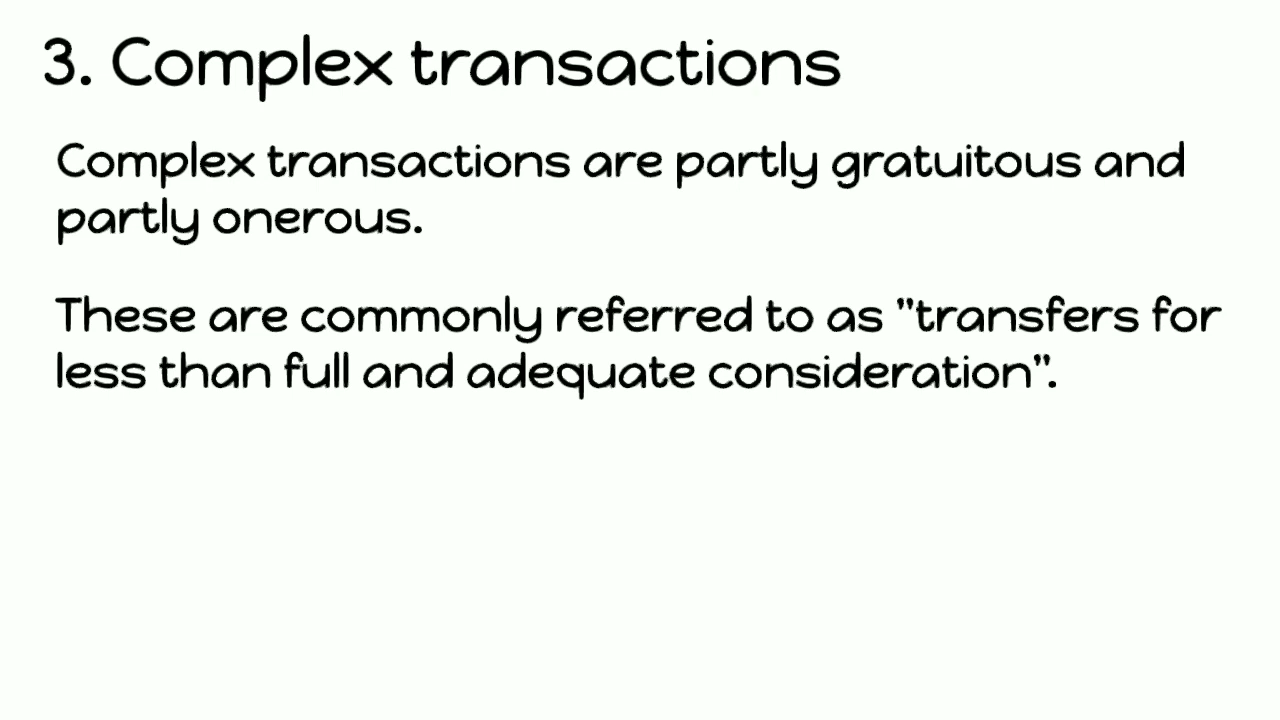 3. Complex transactions
Complex transactions are partly gratuitous and
partly onerous.
These are commonly referred to as "transfers for
less than full and adequate consideration".